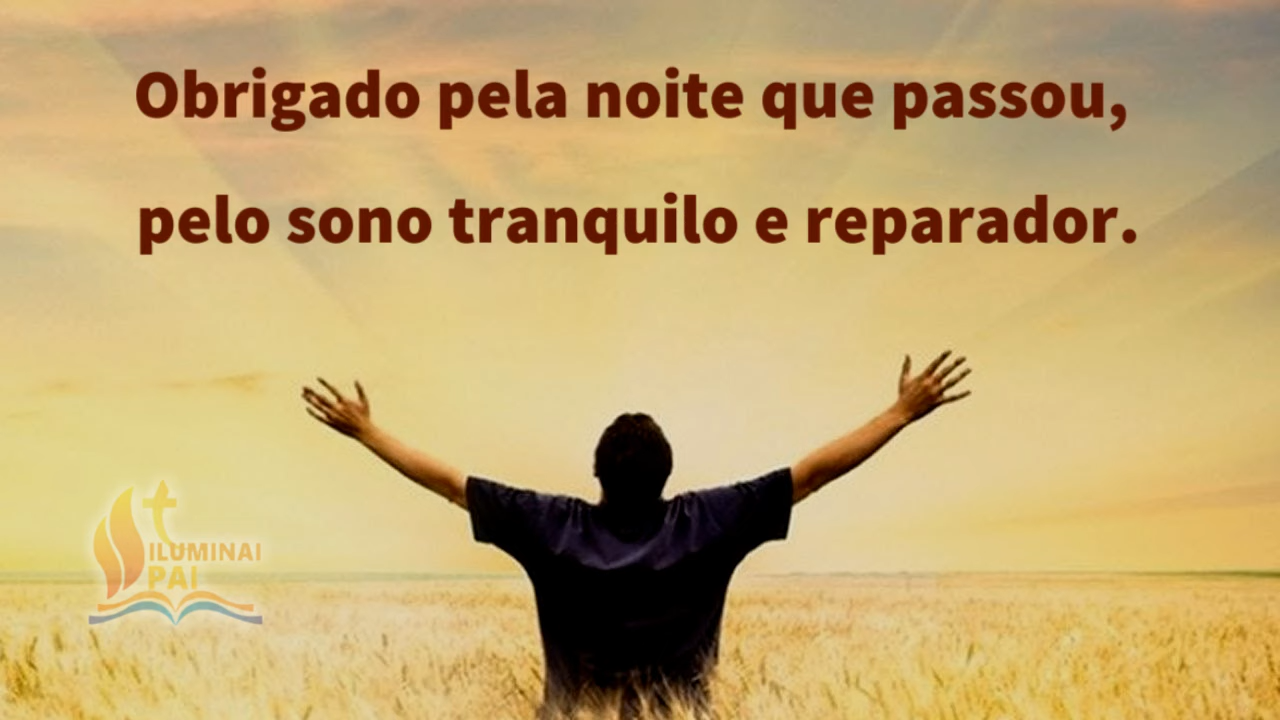 Obrigado pela noite que passou,
pelo sono tranquilo e reparador.
ILUMINAI
PAI